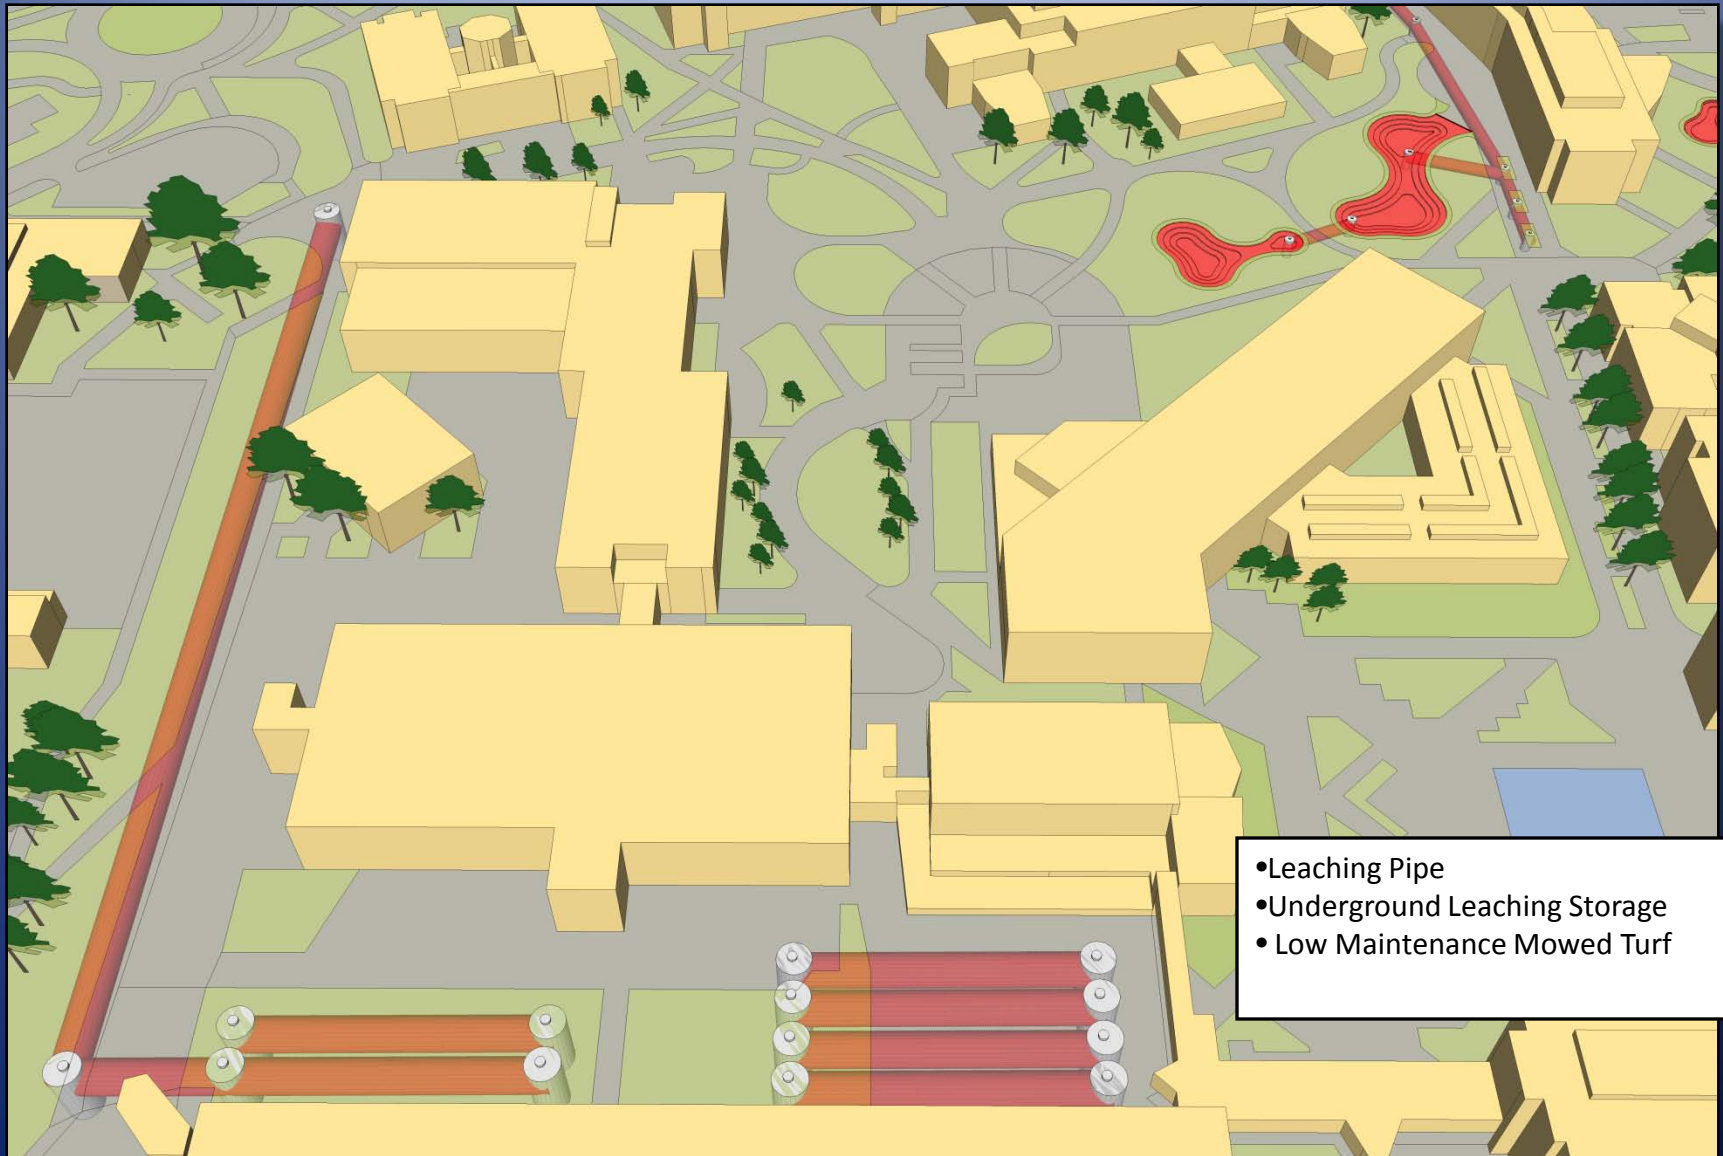 •Leaching Pipe
•Underground Leaching Storage
• Low Maintenance Mowed Turf